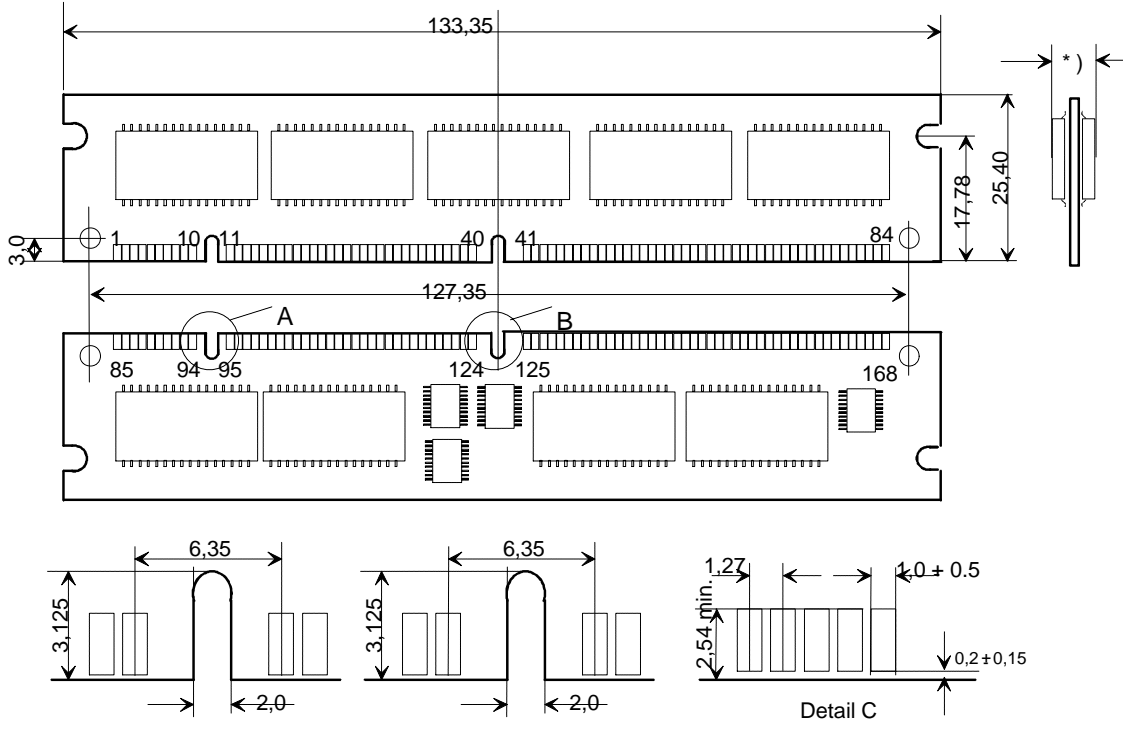 133,35
* )
17,78
25,40
3,0
1 10 11 40 41 84
127,35
A B
85 94 95 124 125 168
6,35 6,35 1,27 1,0 + 0.5
3,125 3,125 2,54 min.
0,2 ± 0,15
2,0 2,0
Detail C